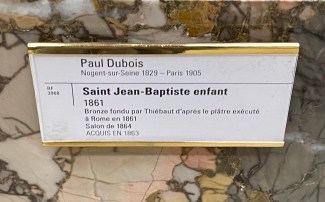 Paul Dubois
Nogent-sur-Seine 1829 – Paris 1905
RF
2960
Saint Jean-Baptiste enfant
1861
Bronze fondu par Thiébaut d'après le plâtre exécuté
à Rome en 1861
Salon de 1864
ACQUIS EN 1863